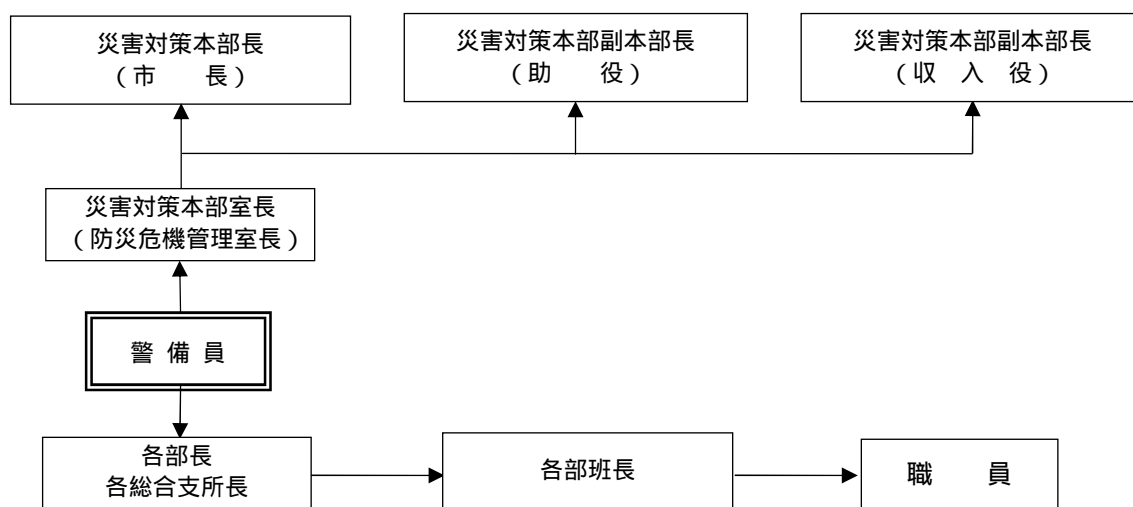 災害対策本部長
（市　　長）
災害対策本部副本部長
（助　　役）
災害対策本部副本部長
（収　入　役）
災害対策本部室長
（防災危機管理室長）
警 備 員
各部長
各総合支所長
各部班長
職　　員